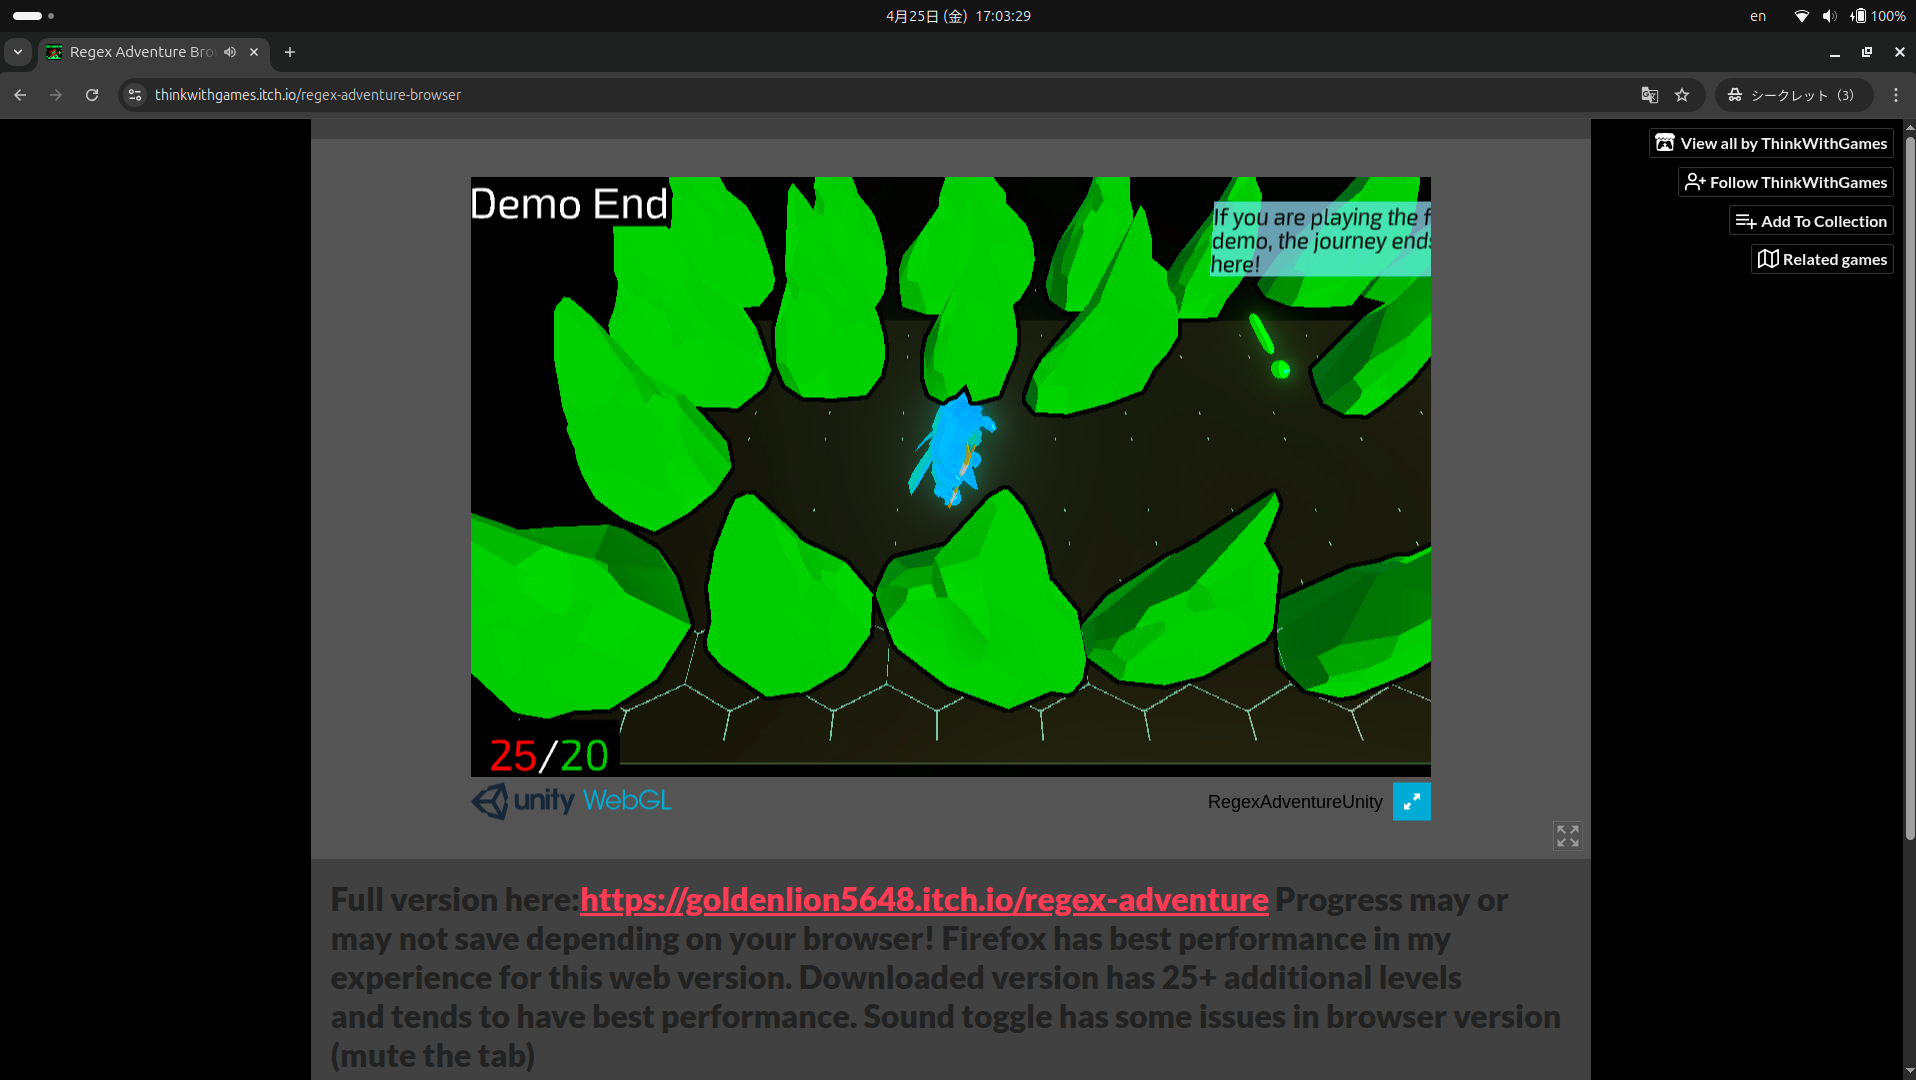 4月25日 (金) 17:03:29
en
100%
Regex Adventure Bro
thinkwithgames.itch.io/regex-adventure-browser
シークレット（3）
View all by ThinkWithGames
Follow ThinkWithGames
Add To Collection
Related games
Demo End
If you are playing the f
demo, the journey ends
here!
25/20
unity WebGL
RegexAdventureUnity
Full version here:https://goldenlion5648.itch.io/regex-adventure Progress may or
may not save depending on your browser! Firefox has best performance in my
experience for this web version. Downloaded version has 25+ additional levels
and tends to have best performance. Sound toggle has some issues in browser version
(mute the tab)